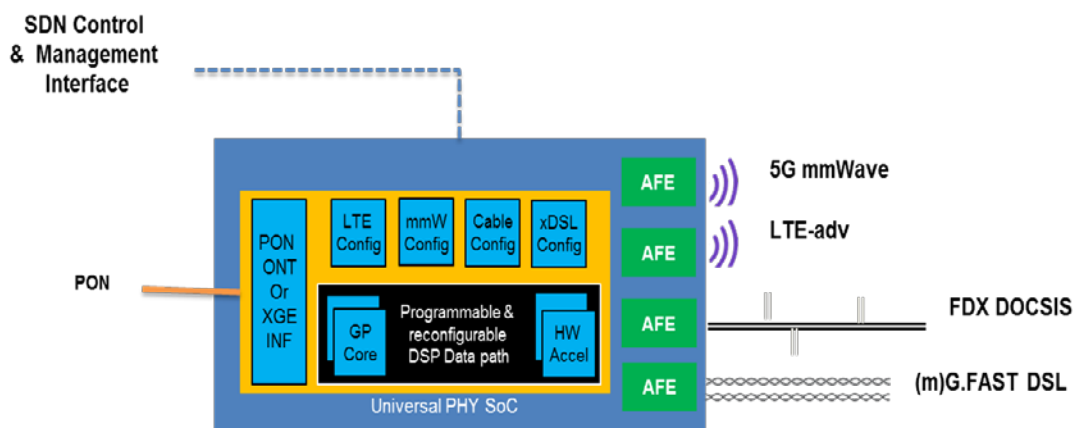 SDN Control
& Management
Interface
AFE
5G mmWave
LTE
Config
mmW
Config
Cable
Config
xDSL
Config
AFE
LTE-adv
PON
PON
ONT
Or
XGE
INF
GP
Core
Programmable &
reconfigurable
DSP Data path
HW
Accel
AFE
FDX DOCSIS
AFE
(m)G.FAST DSL
Universal PHY SoC